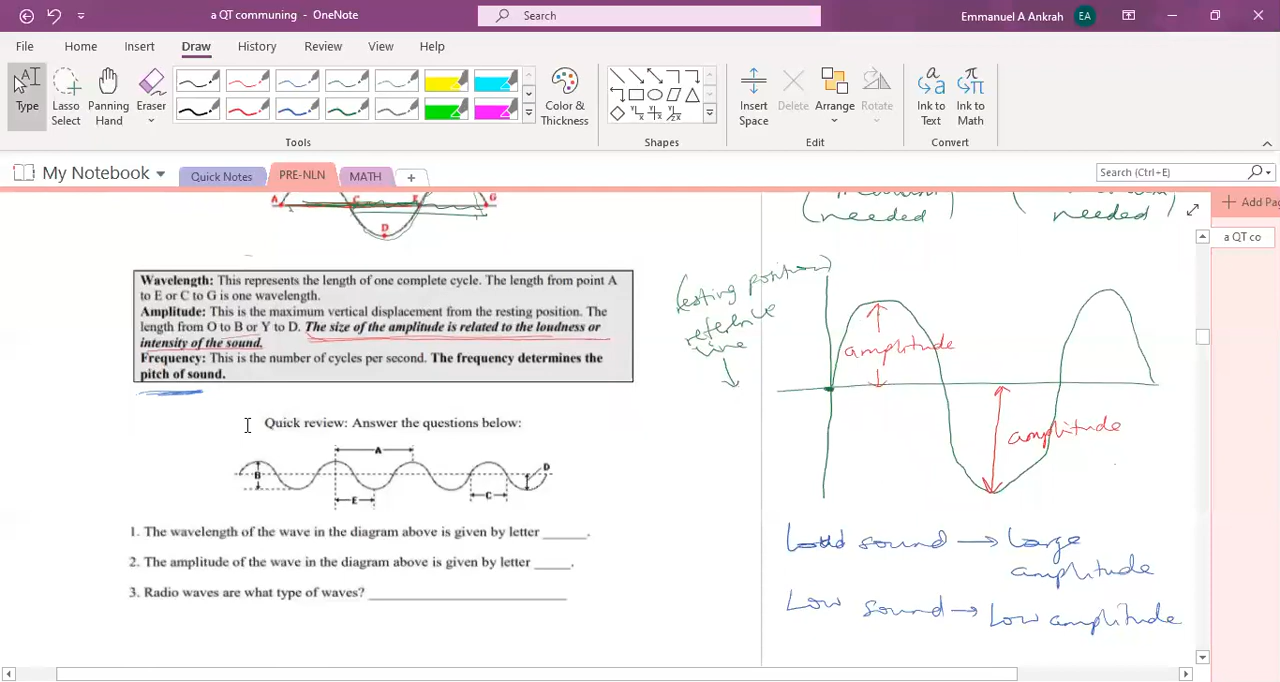 a QT communing - OneNote
Search
Emmanuel A Ankrah
EA
File
Home
Insert
Draw
History
Review
View
Help
Type
Lasso Select
Panning Hand
Eraser
Color & Thickness
Insert Space
Delete
Arrange
Rotate
Ink to Text
Ink to Math
Tools
Shapes
Edit
Convert
My Notebook
Quick Notes
PRE-NLN
MATH
Search (Ctrl+E)
Add Pag
a QT co
A
C
E
G
D
needed)
needed)
(resting position)
reference
line
amplitude
amplitude
Wavelength: This represents the length of one complete cycle. The length from point A
to E or C to G is one wavelength.
Amplitude: This is the maximum vertical displacement from the resting position. The
length from O to B or Y to D. The size of the amplitude is related to the loudness or
intensity of the sound.
Frequency: This is the number of cycles per second. The frequency determines the
pitch of sound.
Quick review: Answer the questions below:
A
B
D
E
C
1. The wavelength of the wave in the diagram above is given by letter ______.
2. The amplitude of the wave in the diagram above is given by letter _____.
3. Radio waves are what type of waves? ___________________________
Loud sound → Large
amplitude
Low sound → Low amplitude